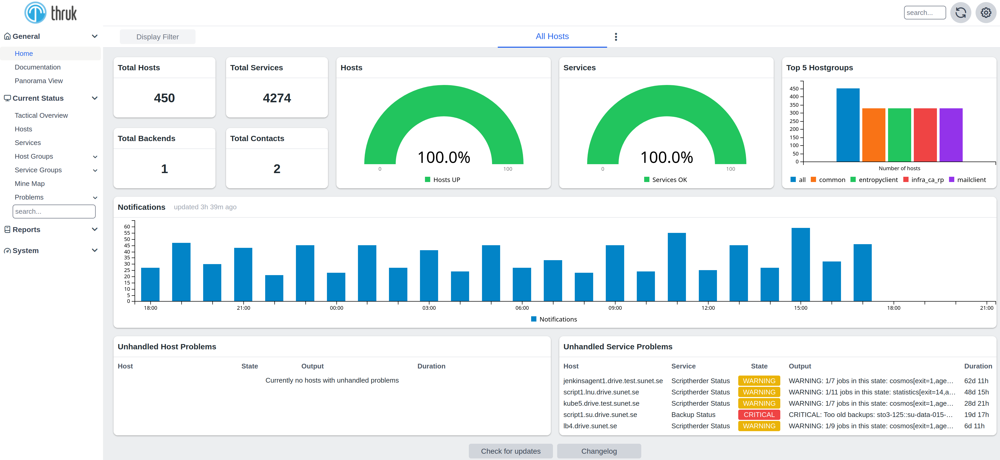 thruk
search...
General
Home
Documentation
Panorama View
Current Status
Tactical Overview
Hosts
Services
Host Groups
Service Groups
Mine Map
Problems
search...
Reports
System
Display Filter
All Hosts
Total Hosts
450
Total Services
4274
Total Backends
1
Total Contacts
2
Hosts
100.0%
0 100
Hosts UP
Services
100.0%
0 100
Services OK
Top 5 Hostgroups
450
400
350
300
250
200
150
100
50
0
Number of hosts
all common entropyclient infra_ca_rp mailclient
Notifications updated 3h 39m ago
60
55
50
45
40
35
30
25
20
15
10
5
0
18:00 21:00 00:00 03:00 06:00 09:00 12:00 15:00 18:00 21:00
Notifications
Unhandled Host Problems
Host State Output Duration
Currently no hosts with unhandled problems
Unhandled Service Problems
Host Service State Output Duration
jenkinsagent1.drive.test.sunet.se Scriptherder Status WARNING WARNING: 1/7 jobs in this state: cosmos[exit=1,age... 62d 11h
script1.lnu.drive.sunet.se Scriptherder Status WARNING WARNING: 1/11 jobs in this state: statistics[exit=14,a... 48d 15h
kube5.drive.test.sunet.se Scriptherder Status WARNING WARNING: 1/7 jobs in this state: cosmos[exit=1,age... 28d 21h
script1.su.drive.sunet.se Backup Status CRITICAL CRITICAL: Too old backups: sto3-125::su-data-015-... 19d 17h
lb4.drive.sunet.se Scriptherder Status WARNING WARNING: 1/9 jobs in this state: cosmos[exit=1,age... 6d 11h
Check for updates Changelog